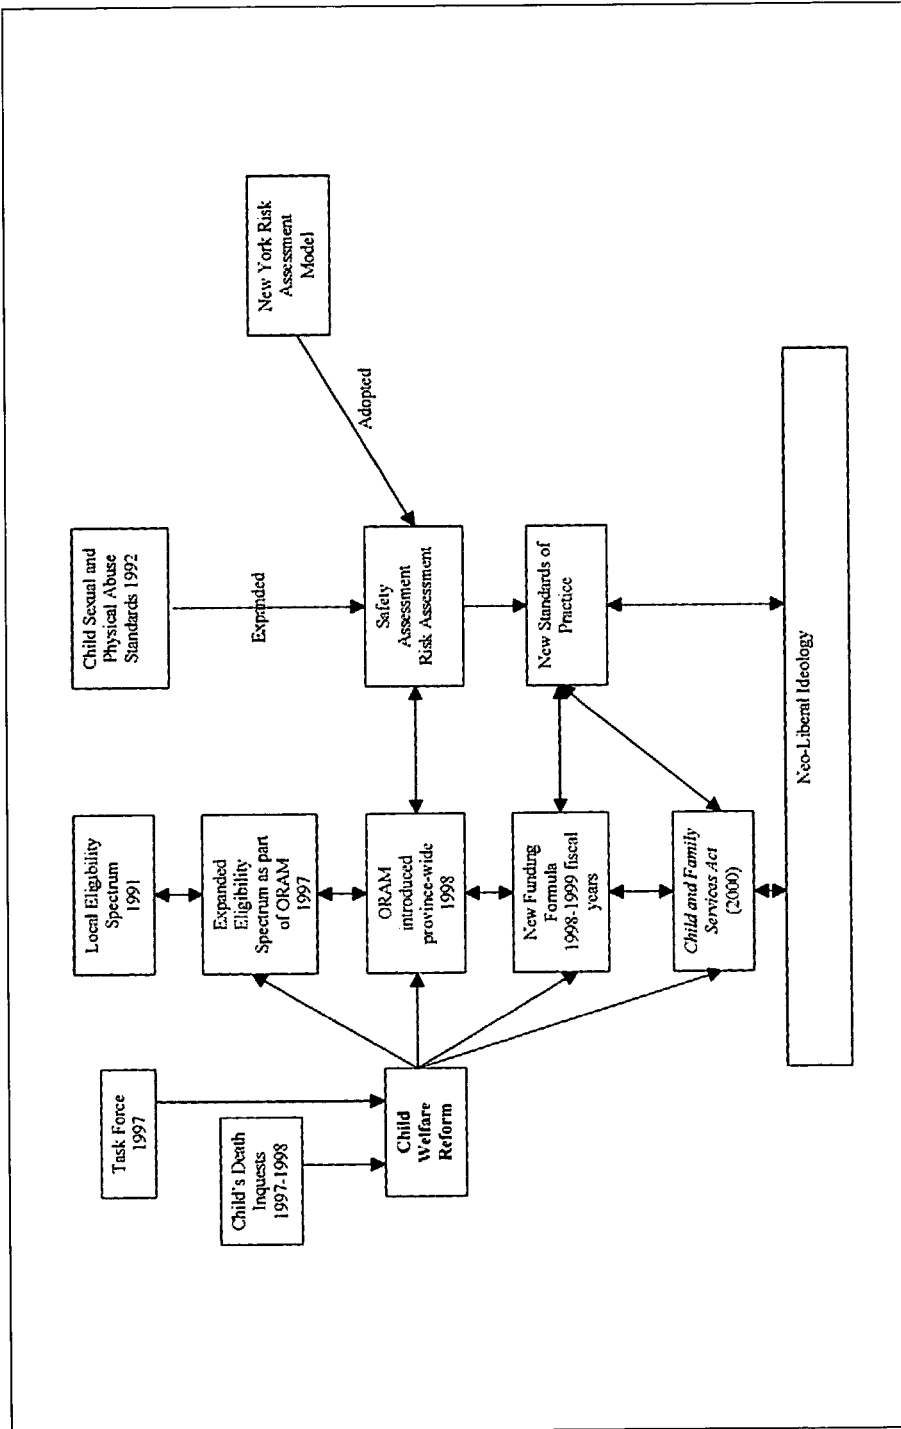 Task Force
1997
Child's Death
Inquests
1997-1998
Child
Welfare
Reform
Local Eligibility
Spectrum
1991
Expanded
Eligibility
Spectrum as part
of ORAM
1997
ORAM
introduced
province-wide
1998
New Funding
Formula
1998-1999 fiscal
years
Child and Family
Services Act
(2000)
Child Sexual and
Physical Abuse
Standards 1992
Expanded
Safety
Assessment
Risk Assessment
New Standards of
Practice
New York Risk
Assessment
Model
Adopted
Neo-Liberal Ideology